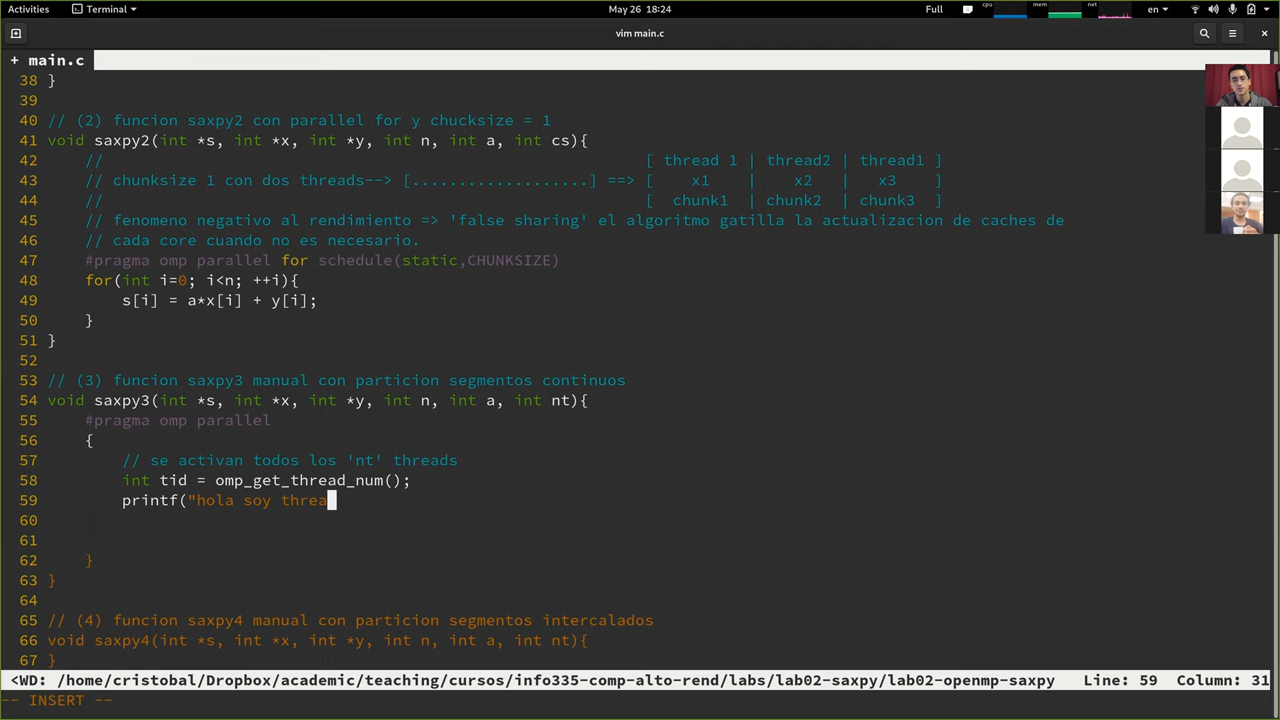 Activities Terminal May 26 18:24 Full cpu mem net en
vim main.c
+ main.c
38 }
39
40 // (2) funcion saxpy2 con parallel for y chucksize = 1
41 void saxpy2(int *s, int *x, int *y, int n, int a, int cs){
42 // [ thread 1 | thread2 | thread1 ]
43 // chunksize 1 con dos threads--> [...................] ==> [ x1 | x2 | x3 ]
44 // [ chunk1 | chunk2 | chunk3 ]
45 // fenomeno negativo al rendimiento => 'false sharing' el algoritmo gatilla la actualizacion de caches de
46 // cada core cuando no es necesario.
47 #pragma omp parallel for schedule(static,CHUNKSIZE)
48 for(int i=0; i<n; ++i){
49 s[i] = a*x[i] + y[i];
50 }
51 }
52
53 // (3) funcion saxpy3 manual con particion segmentos continuos
54 void saxpy3(int *s, int *x, int *y, int n, int a, int nt){
55 #pragma omp parallel
56 {
57 // se activan todos los 'nt' threads
58 int tid = omp_get_thread_num();
59 printf("hola soy threa
60
61
62 }
63 }
64
65 // (4) funcion saxpy4 manual con particion segmentos intercalados
66 void saxpy4(int *s, int *x, int *y, int n, int a, int nt){
67 }
<WD: /home/cristobal/Dropbox/academic/teaching/cursos/info335-comp-alto-rend/labs/lab02-saxpy/lab02-openmp-saxpy Line: 59 Column: 31
-- INSERT --